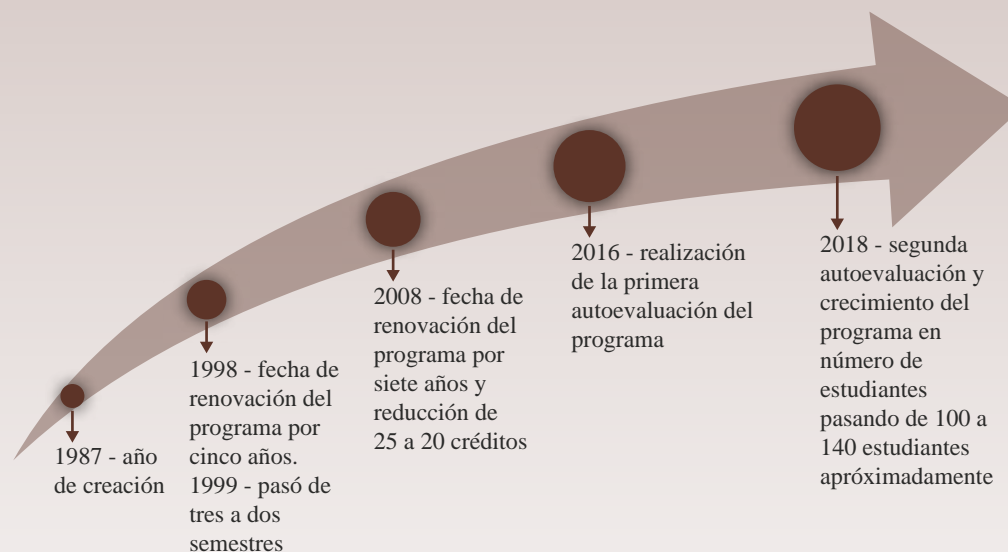 1987 - año
de creación
1998 - fecha de
renovación del
programa por
cinco años.
1999 - pasó de
tres a dos
semestres
2008 - fecha de
renovación del
programa por
siete años y
reducción de
25 a 20 créditos
2016 - realización
de la primera
autoevaluación del
programa
2018 - segunda
autoevaluación y
crecimiento del
programa en
número de
estudiantes
pasando de 100 a
140 estudiantes
apróximadamente